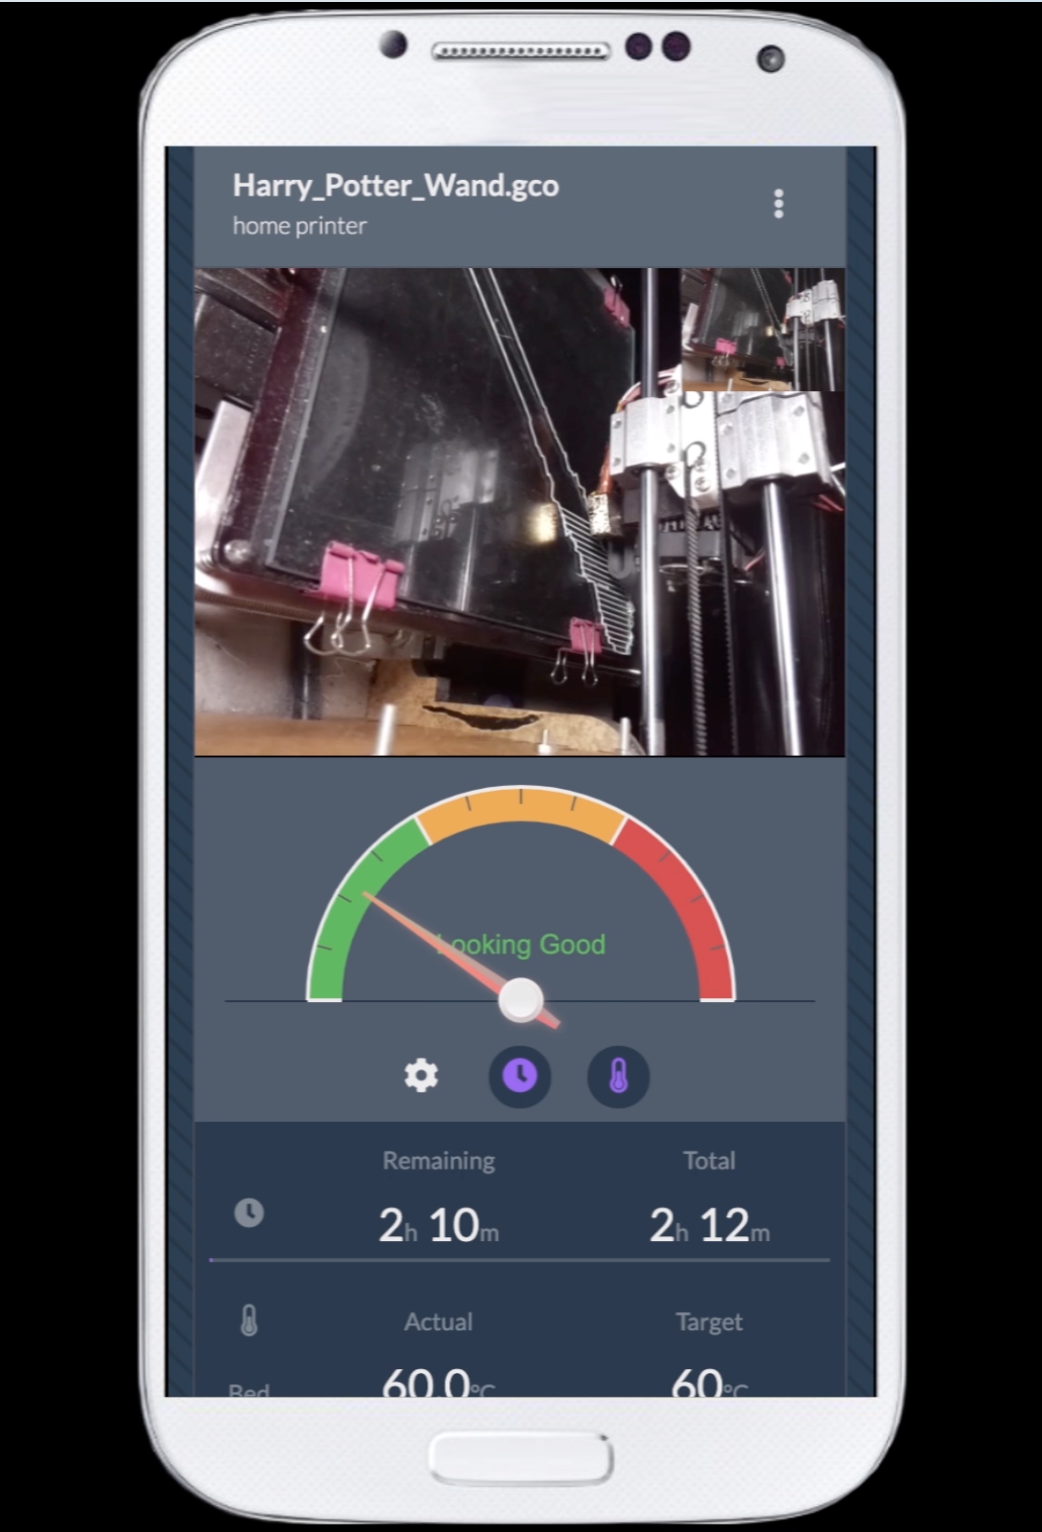 Harry_Potter_Wand.gco
home printer
Looking Good
Remaining Total
2h 10m 2h 12m
Actual Target
Bed 60.0°C 60°C